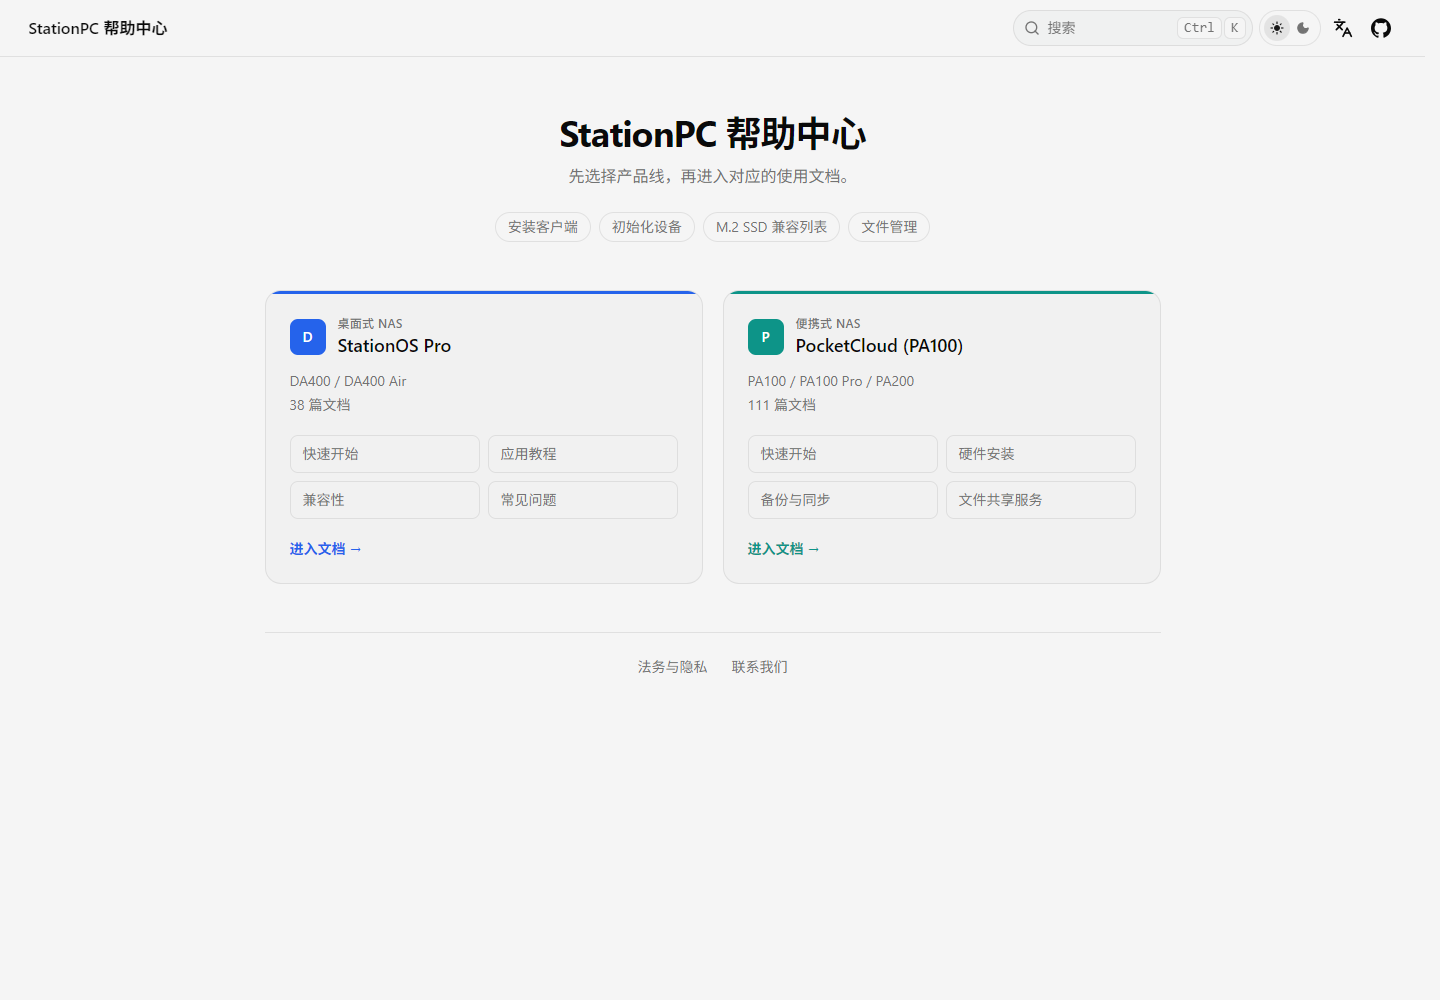 StationPC 帮助中心
搜索 Ctrl K
StationPC 帮助中心
先选择产品线，再进入对应的使用文档。
安装客户端 初始化设备 M.2 SSD 兼容列表 文件管理
D
桌面式 NAS
StationOS Pro
DA400 / DA400 Air
38 篇文档
快速开始 应用教程
兼容性 常见问题
进入文档 →
P
便携式 NAS
PocketCloud (PA100)
PA100 / PA100 Pro / PA200
111 篇文档
快速开始 硬件安装
备份与同步 文件共享服务
进入文档 →
法务与隐私 联系我们